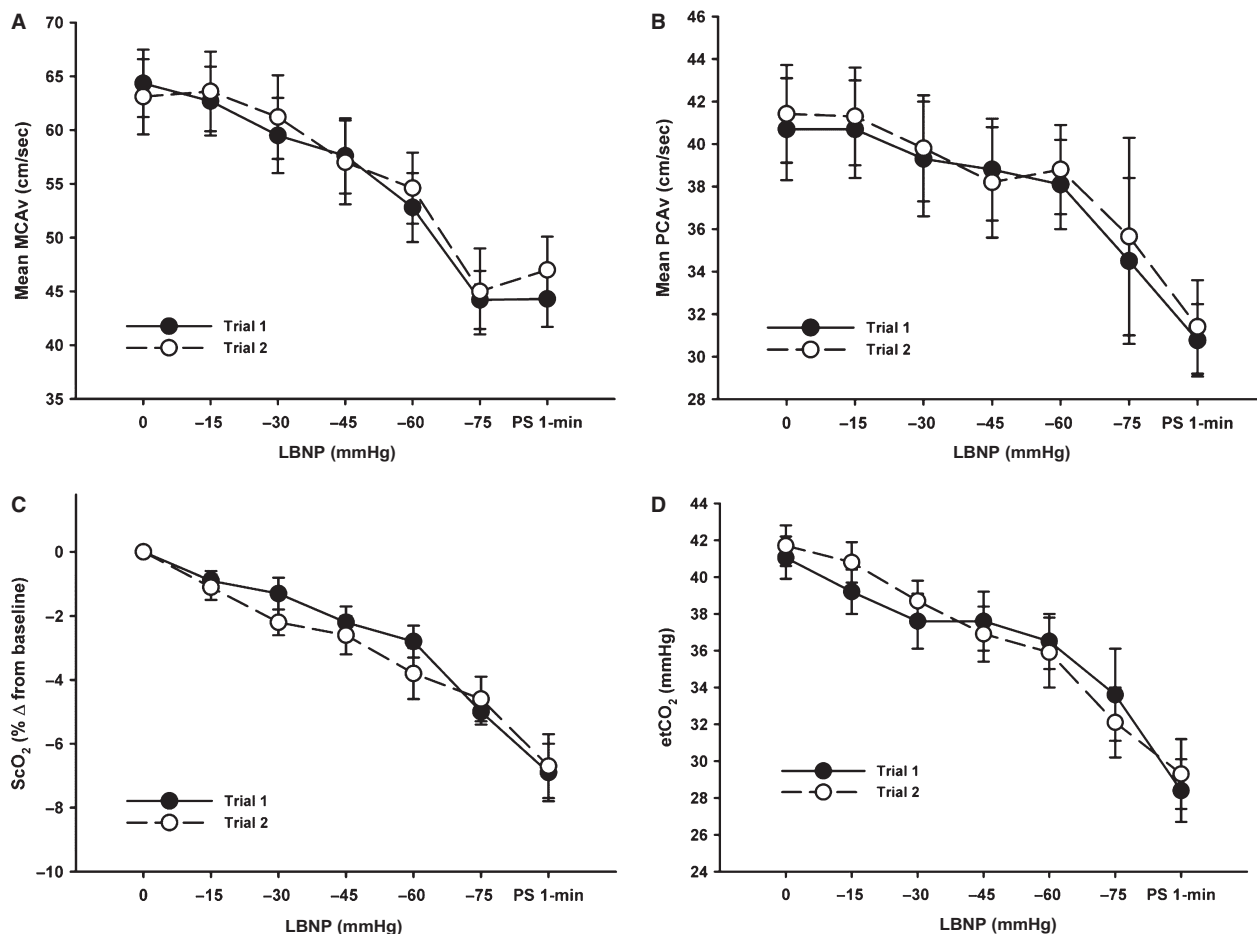 A
70
65
60
55
50
45
40
35
Mean MCAv (cm/sec)
Trial 1
Trial 2
0 –15 –30 –45 –60 –75 PS 1-min
LBNP (mmHg)
B
46
44
42
40
38
36
34
32
30
28
Mean PCAv (cm/sec)
Trial 1
Trial 2
0 –15 –30 –45 –60 –75 PS 1-min
LBNP (mmHg)
C
0
–2
–4
–6
–8
–10
ScO₂ (% Δ from baseline)
Trial 1
Trial 2
0 –15 –30 –45 –60 –75 PS 1-min
LBNP (mmHg)
D
44
42
40
38
36
34
32
30
28
26
24
etCO₂ (mmHg)
Trial 1
Trial 2
0 –15 –30 –45 –60 –75 PS 1-min
LBNP (mmHg)